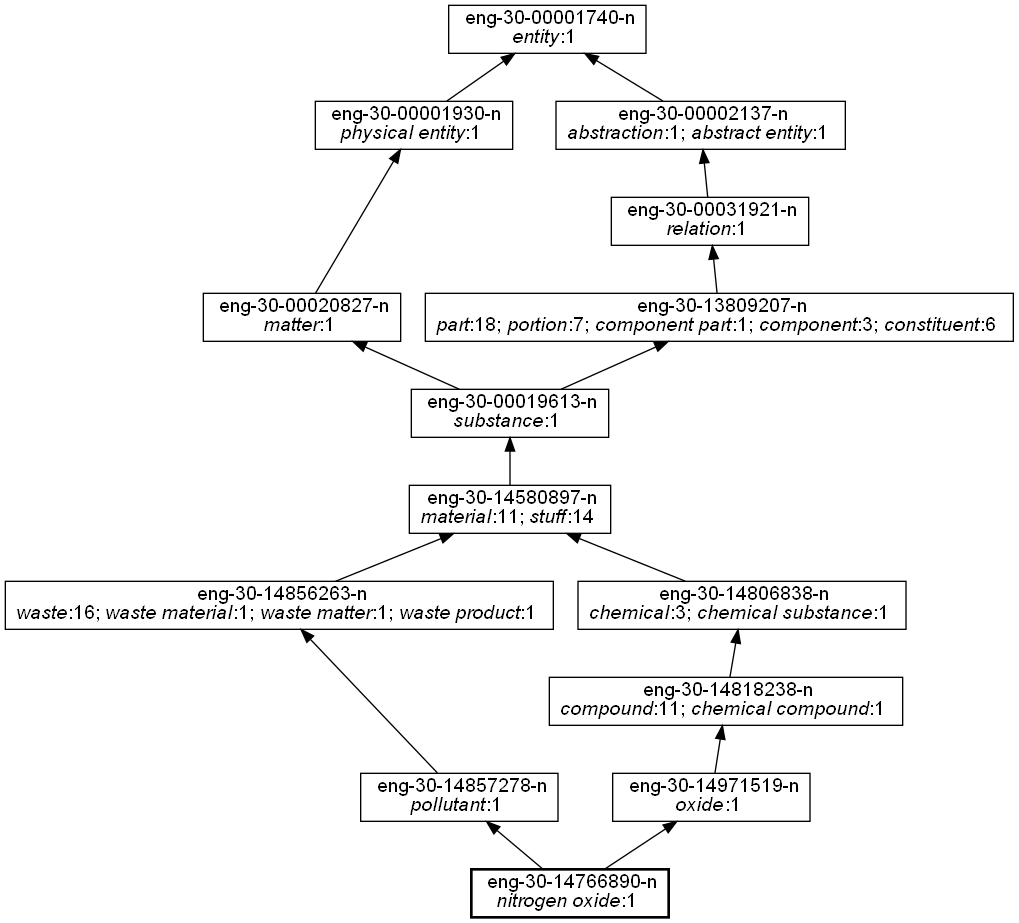 eng-30-00001740-n
entity:1
eng-30-00001930-n
physical entity:1
eng-30-00002137-n
abstraction:1; abstract entity:1
eng-30-00031921-n
relation:1
eng-30-00020827-n
matter:1
eng-30-13809207-n
part:18; portion:7; component part:1; component:3; constituent:6
eng-30-00019613-n
substance:1
eng-30-14580897-n
material:11; stuff:14
eng-30-14856263-n
waste:16; waste material:1; waste matter:1; waste product:1
eng-30-14806838-n
chemical:3; chemical substance:1
eng-30-14818238-n
compound:11; chemical compound:1
eng-30-14857278-n
pollutant:1
eng-30-14971519-n
oxide:1
eng-30-14766890-n
nitrogen oxide:1